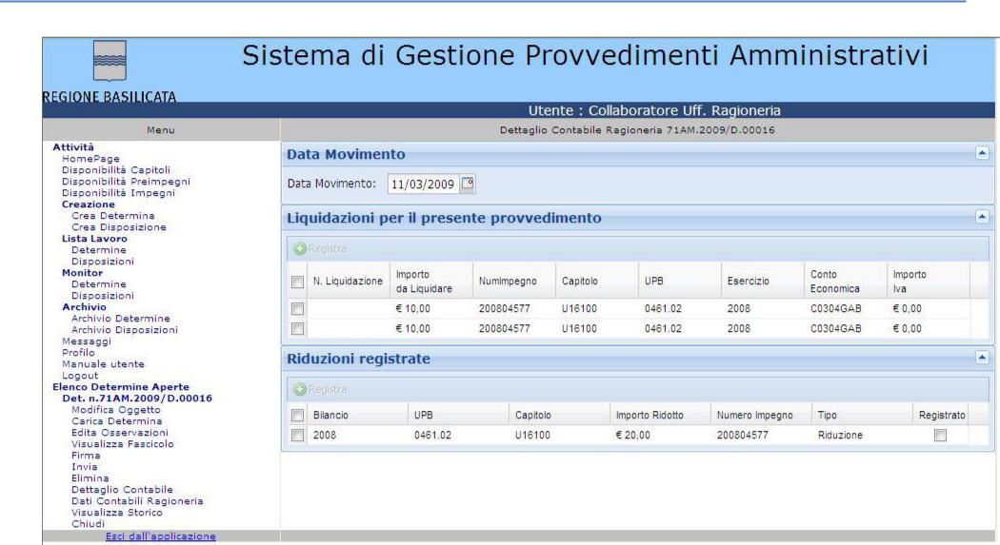 Sistema di Gestione Provvedimenti Amministrativi
REGIONE BASILICATA
Utente : Collaboratore Uff. Ragioneria
Menu
Dettaglio Contabile Ragioneria 71AM.2009/D.00016
Attività
HomePage
Disponibilità Capitoli
Disponibilità Preimpegni
Disponibilità Impegni
Creazione
Crea Determina
Crea Disposizione
Lista Lavoro
Determine
Disposizioni
Monitor
Determine
Disposizioni
Archivio
Archivio Determine
Archivio Disposizioni
Messaggi
Profilo
Manuale utente
Logout
Elenco Determine Aperte
Det. n.71AM.2009/D.00016
Modifica Oggetto
Carica Determina
Edita Osservazioni
Visualizza Fascicolo
Firma
Invia
Elimina
Dettaglio Contabile
Dati Contabili Ragioneria
Visualizza Storico
Chiudi
Esci dall'applicazione
Data Movimento
Data Movimento: 11/03/2009
Liquidazioni per il presente provvedimento
Registra
N. Liquidazione Importo da Liquidare NumImpegno Capitolo UPB Esercizio Conto Economica Importo Iva
€ 10,00 200804577 U16100 0461.02 2008 C0304GAB € 0,00
€ 10,00 200804577 U16100 0461.02 2008 C0304GAB € 0,00
Riduzioni registrate
Registra
Bilancio UPB Capitolo Importo Ridotto Numero Impegno Tipo Registrato
2008 0461.02 U16100 € 20,00 200804577 Riduzione